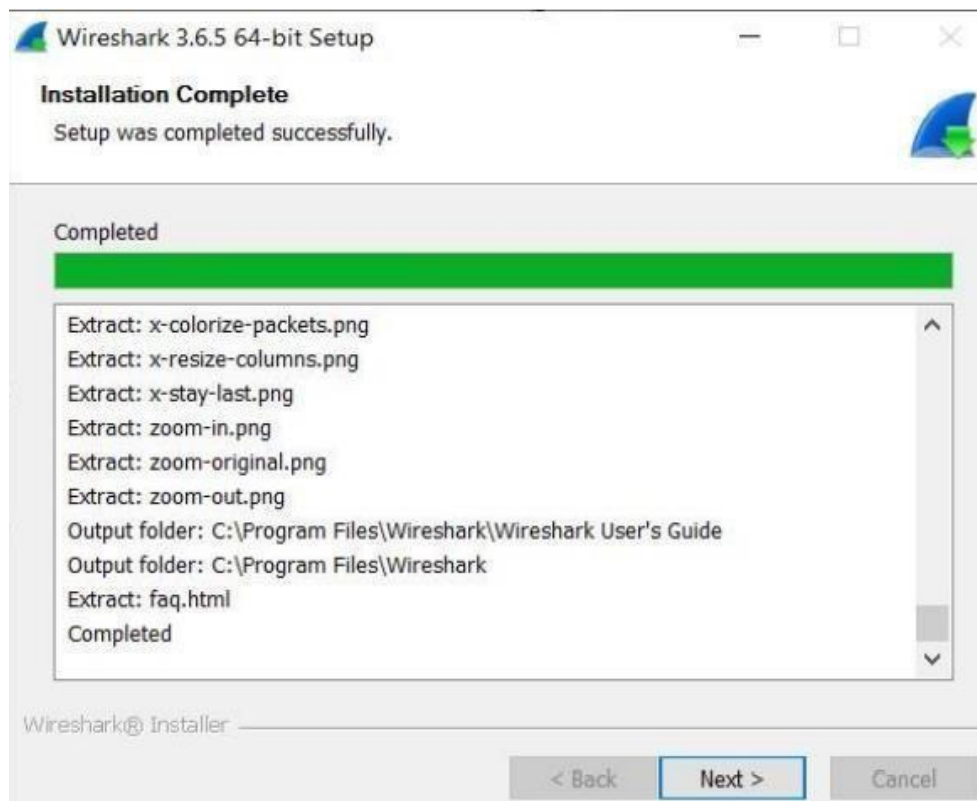 Wireshark 3.6.5 64-bit Setup
Installation Complete
Setup was completed successfully.
Completed
Extract: x-colorize-packets.png
Extract: x-resize-columns.png
Extract: x-stay-last.png
Extract: zoom-in.png
Extract: zoom-original.png
Extract: zoom-out.png
Output folder: C:\Program Files\Wireshark\Wireshark User's Guide
Output folder: C:\Program Files\Wireshark
Extract: faq.html
Completed
Wireshark® Installer
< Back Next > Cancel